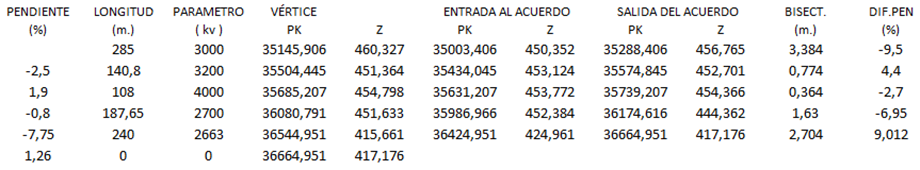 PENDIENTE LONGITUD PARAMETRO VÉRTICE ENTRADA AL ACUERDO SALIDA DEL ACUERDO BISECT. DIF.PEN
(%) (m.) ( kv ) PK Z PK Z PK Z (m.) (%)
285 3000 35145,906 460,327 35003,406 450,352 35288,406 456,765 3,384 -9,5
-2,5 140,8 3200 35504,445 451,364 35434,045 453,124 35574,845 452,701 0,774 4,4
1,9 108 4000 35685,207 454,798 35631,207 453,772 35739,207 454,366 0,364 -2,7
-0,8 187,65 2700 36080,791 451,633 35986,966 452,384 36174,616 444,362 1,63 -6,95
-7,75 240 2663 36544,951 415,661 36424,951 424,961 36664,951 417,176 2,704 9,012
1,26 0 0 36664,951 417,176